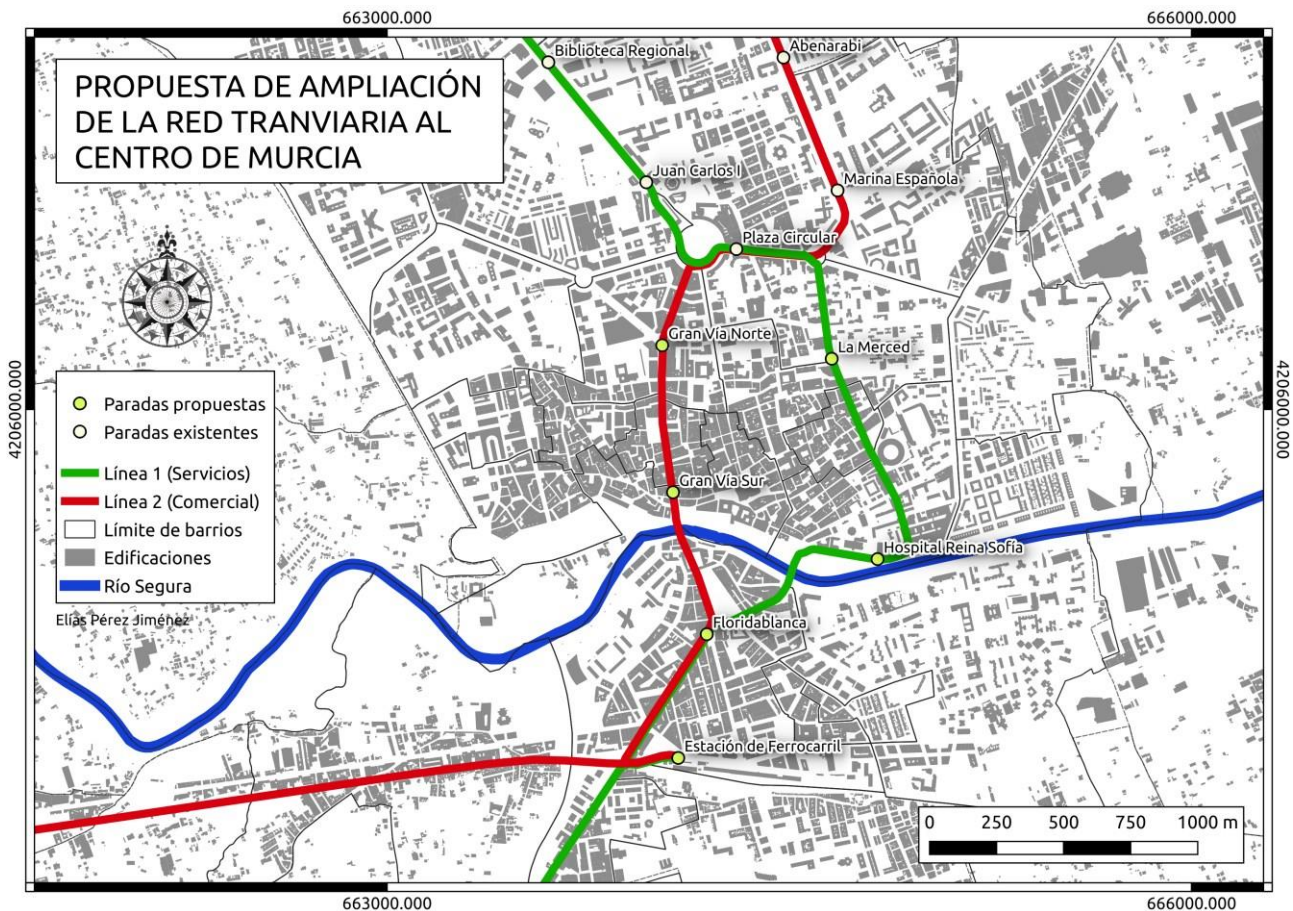 663000.000
666000.000
PROPUESTA DE AMPLIACIÓN
DE LA RED TRANVIARIA AL
CENTRO DE MURCIA
Biblioteca Regional
Abenarabi
Juan Carlos I
Marina Española
Plaza Circular
Gran Vía Norte
La Merced
4206000.000
4206000.000
Paradas propuestas
Paradas existentes
Línea 1 (Servicios)
Línea 2 (Comercial)
Límite de barrios
Edificaciones
Río Segura
Elías Pérez Jiménez
Gran Vía Sur
Hospital Reina Sofía
Floridablanca
Estación de Ferrocarril
0 250 500 750 1000 m
663000.000
666000.000